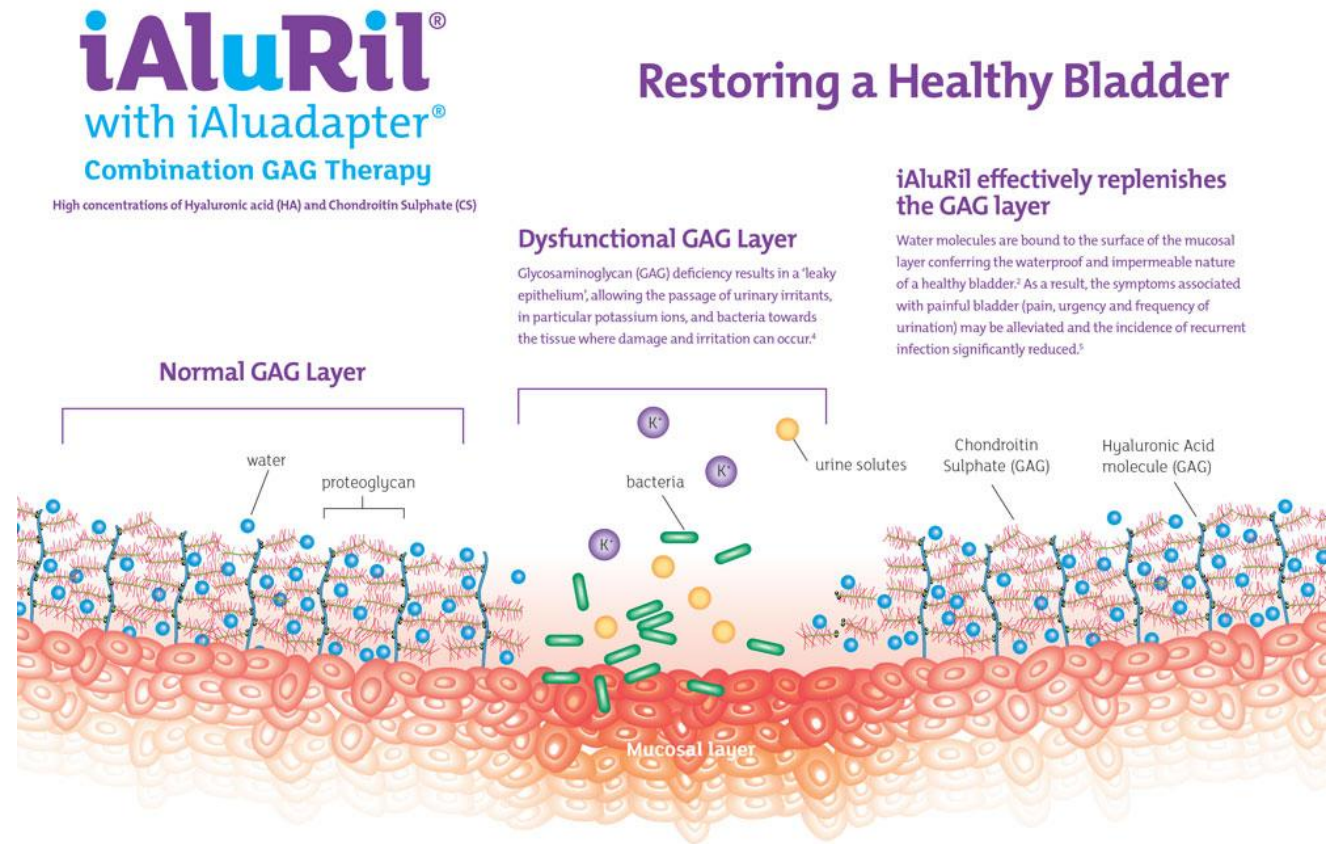 iAluRil®
with iAluadapter®
Combination GAG Therapy
High concentrations of Hyaluronic acid (HA) and Chondroitin Sulphate (CS)
Restoring a Healthy Bladder
Normal GAG Layer
water
proteoglycan
Dysfunctional GAG Layer
Glycosaminoglycan (GAG) deficiency results in a ‘leaky
epithelium’, allowing the passage of urinary irritants,
in particular potassium ions, and bacteria towards
the tissue where damage and irritation can occur.⁴
K⁺
K⁺
K⁺
bacteria
urine solutes
iAluRil effectively replenishes
the GAG layer
Water molecules are bound to the surface of the mucosal
layer conferring the waterproof and impermeable nature
of a healthy bladder.² As a result, the symptoms associated
with painful bladder (pain, urgency and frequency of
urination) may be alleviated and the incidence of recurrent
infection significantly reduced.⁵
Chondroitin
Sulphate (GAG)
Hyaluronic Acid
molecule (GAG)
Mucosal layer